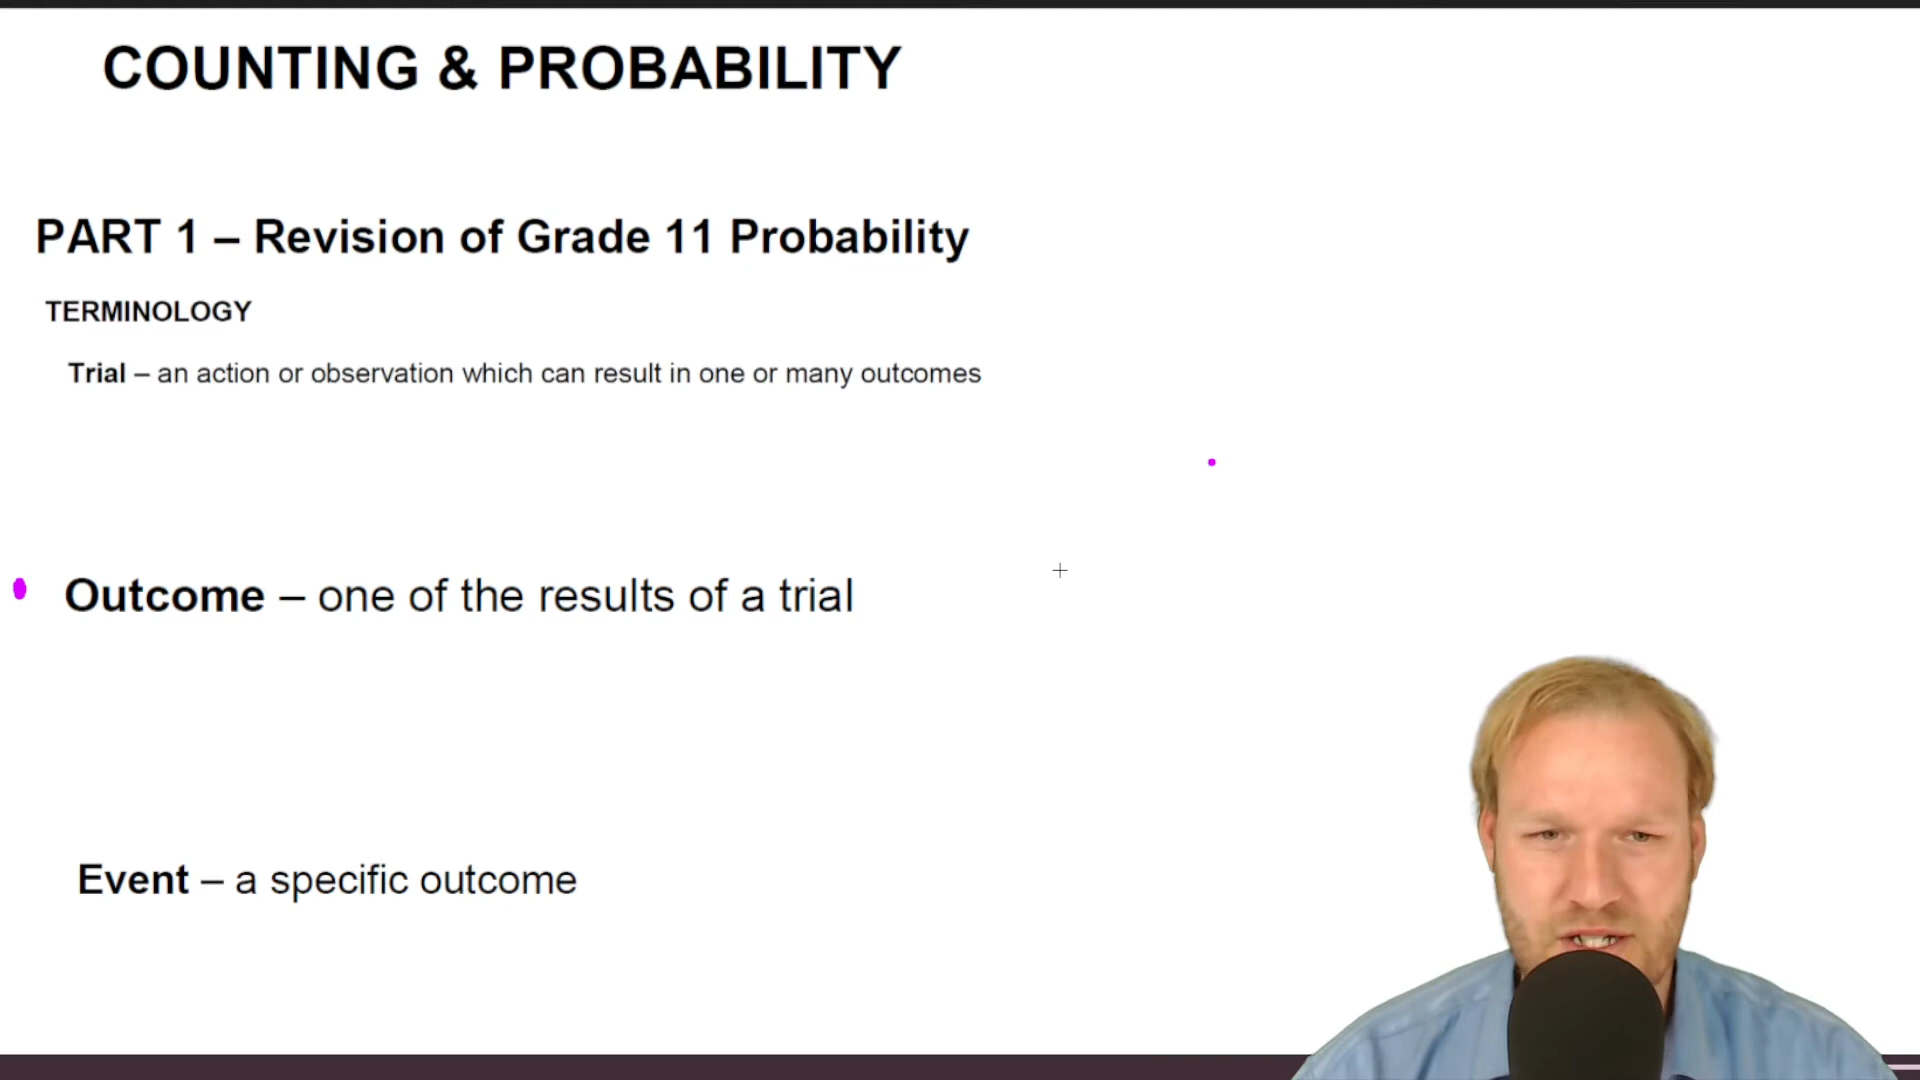 COUNTING & PROBABILITY
PART 1 – Revision of Grade 11 Probability
TERMINOLOGY
Trial – an action or observation which can result in one or many outcomes
Outcome – one of the results of a trial
Event – a specific outcome